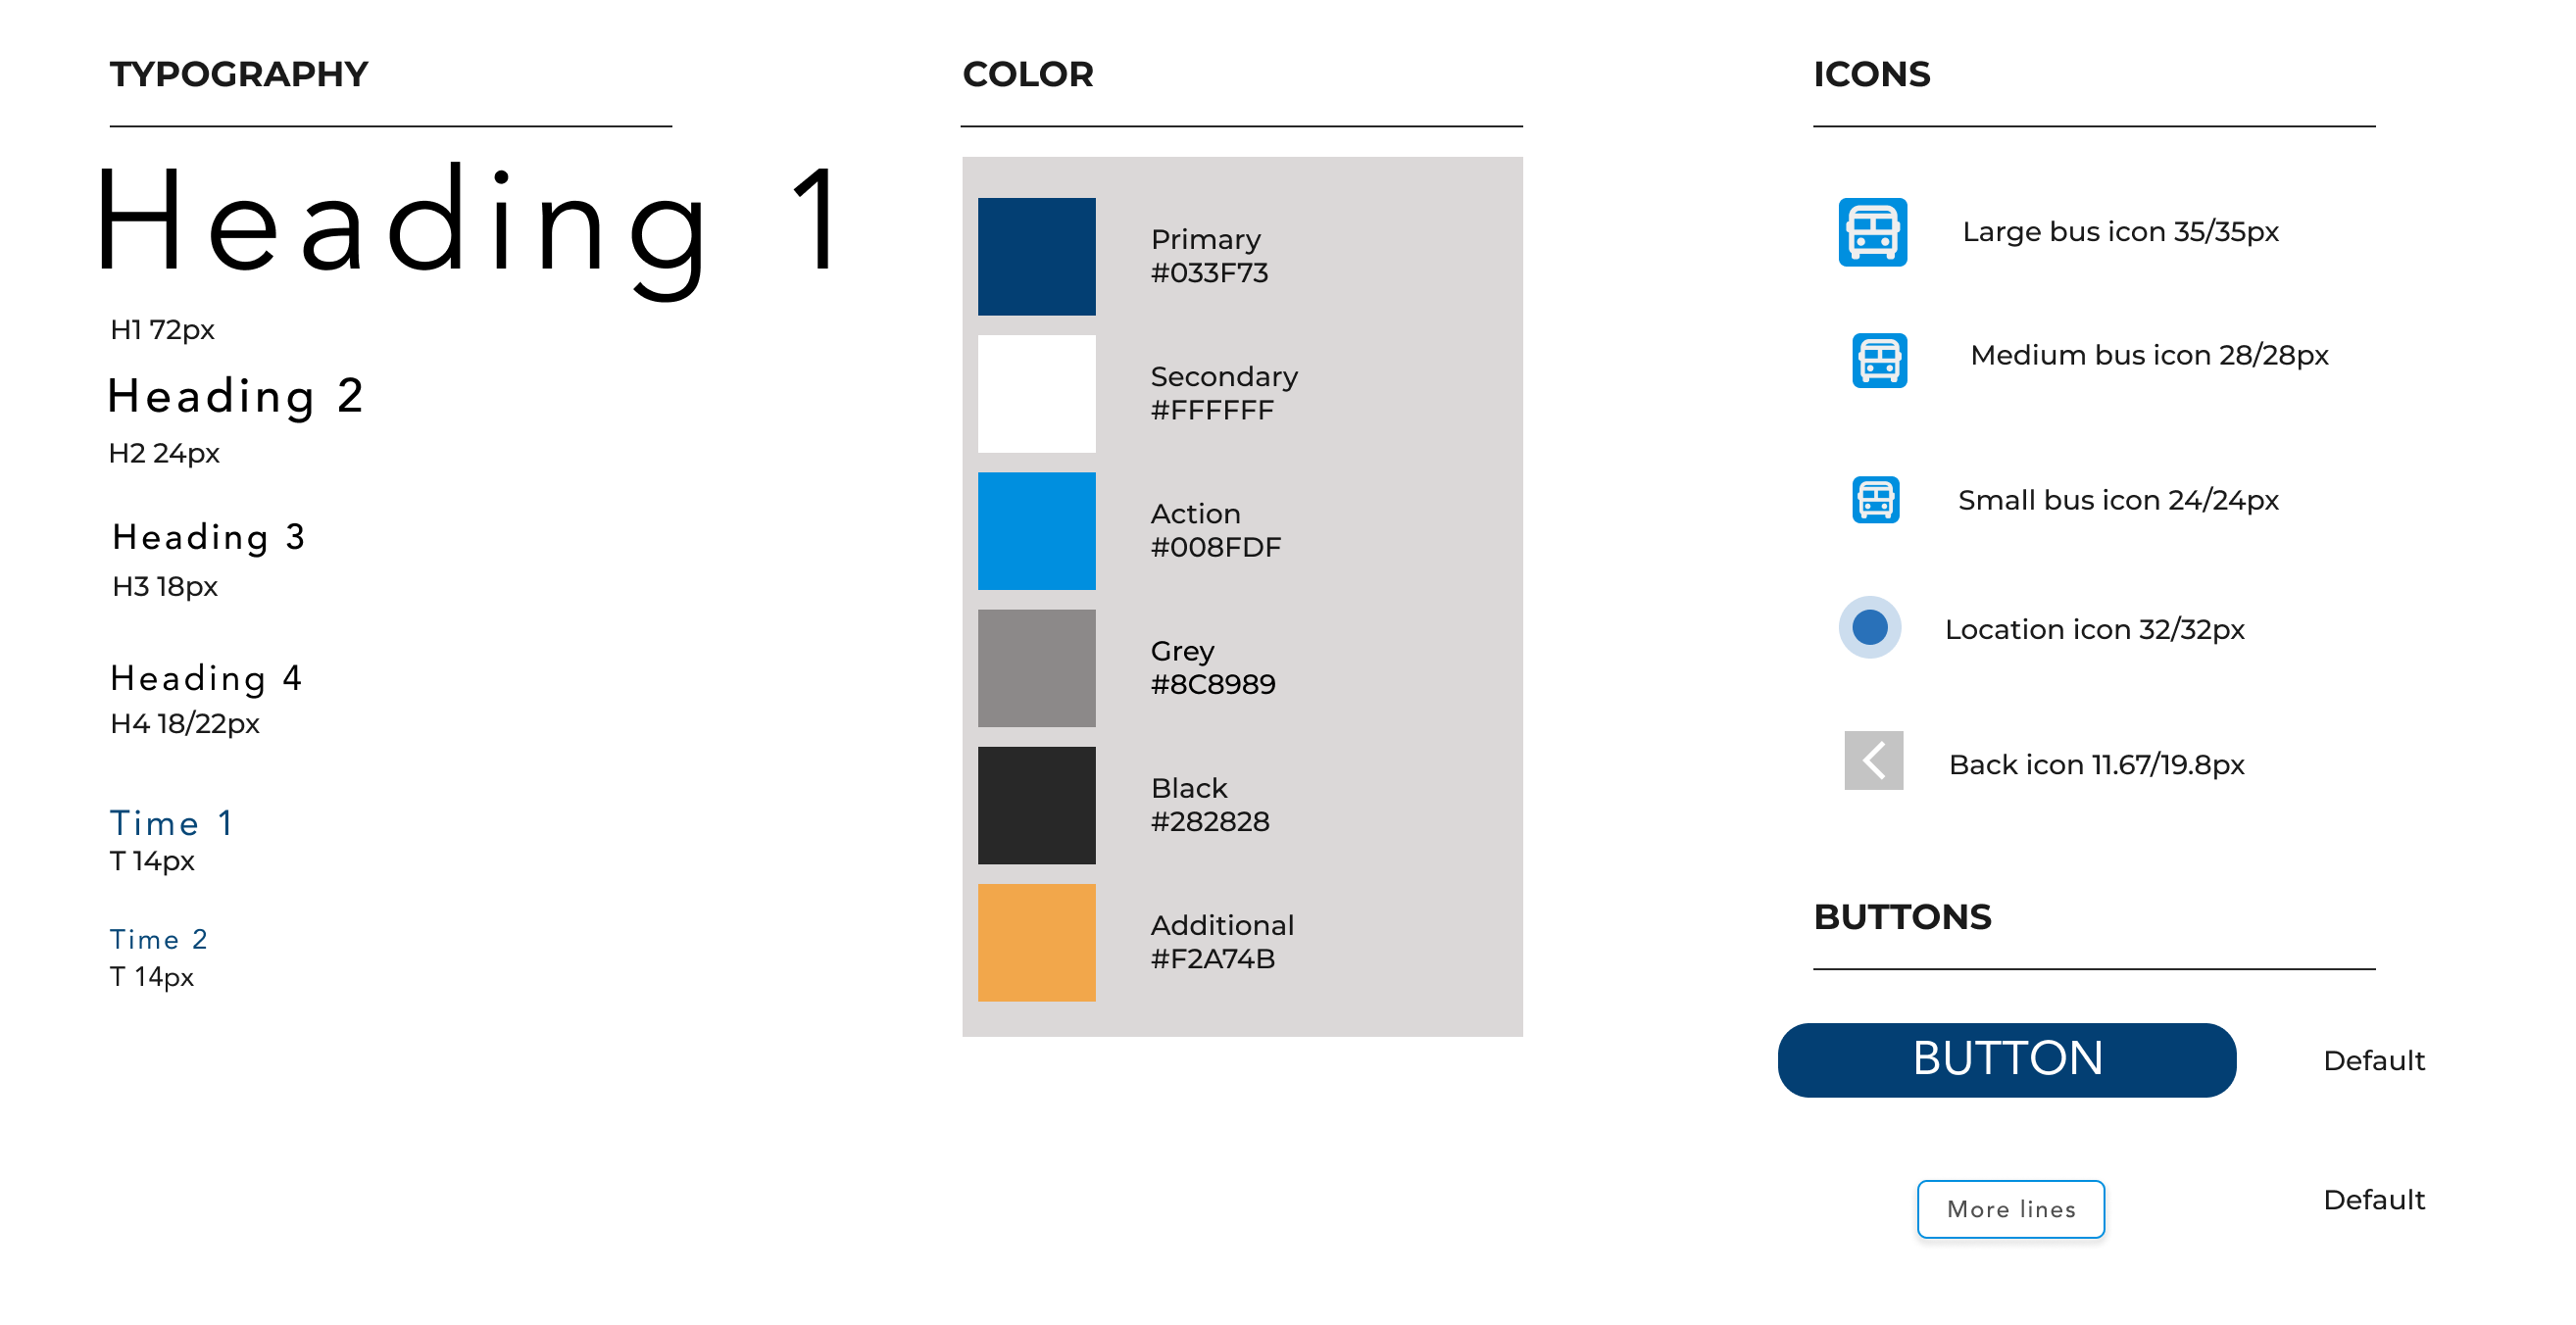 TYPOGRAPHY
Heading 1
H1 72px
Heading 2
H2 24px
Heading 3
H3 18px
Heading 4
H4 18/22px
Time 1
T 14px
Time 2
T 14px
COLOR
Primary
#033F73
Secondary
#FFFFFF
Action
#008FDF
Grey
#8C8989
Black
#282828
Additional
#F2A74B
ICONS
Large bus icon 35/35px
Medium bus icon 28/28px
Small bus icon 24/24px
Location icon 32/32px
Back icon 11.67/19.8px
BUTTONS
BUTTON
Default
More lines
Default